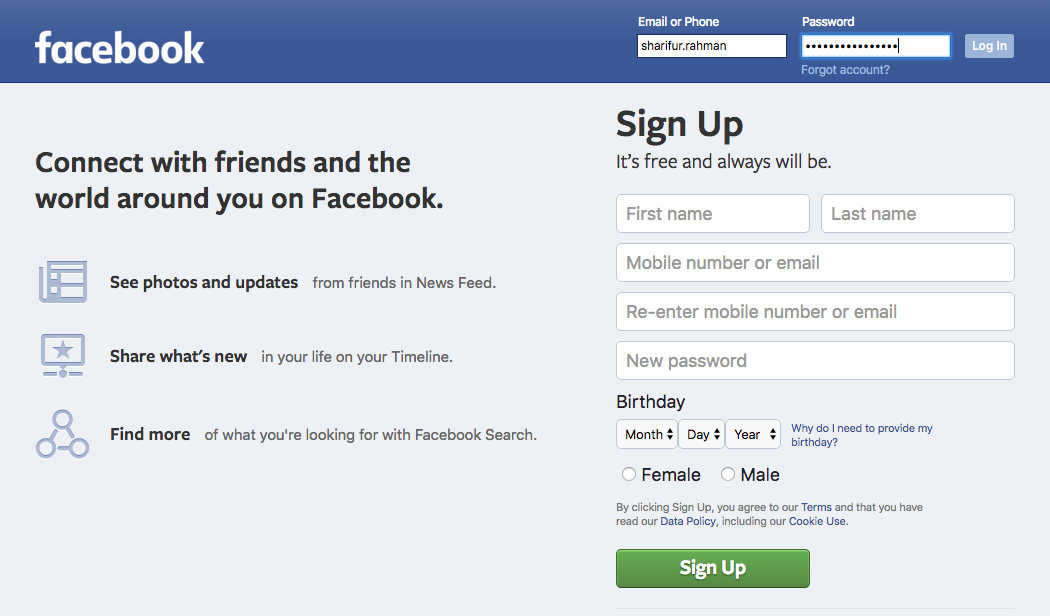 facebook
Email or Phone
Password
sharifur.rahman
••••••••••••••••
Log In
Forgot account?
Connect with friends and the
world around you on Facebook.
See photos and updates from friends in News Feed.
Share what's new in your life on your Timeline.
Find more of what you're looking for with Facebook Search.
Sign Up
It's free and always will be.
First name
Last name
Mobile number or email
Re-enter mobile number or email
New password
Birthday
Month
Day
Year
Why do I need to provide my
birthday?
Female
Male
By clicking Sign Up, you agree to our Terms and that you have
read our Data Policy, including our Cookie Use.
Sign Up